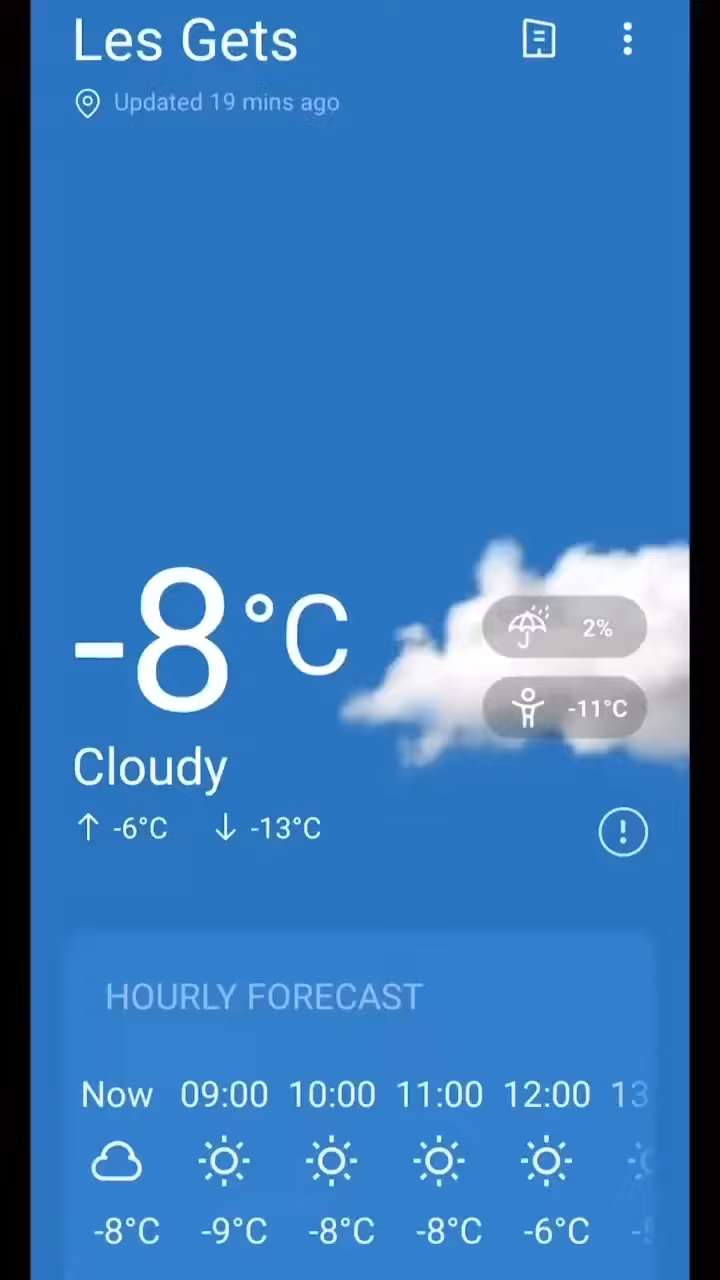 Les Gets
Updated 19 mins ago
-8°C
2%
-11°C
Cloudy
↑ -6°C ↓ -13°C
HOURLY FORECAST
Now 09:00 10:00 11:00 12:00 13
-8°C -9°C -8°C -8°C -6°C